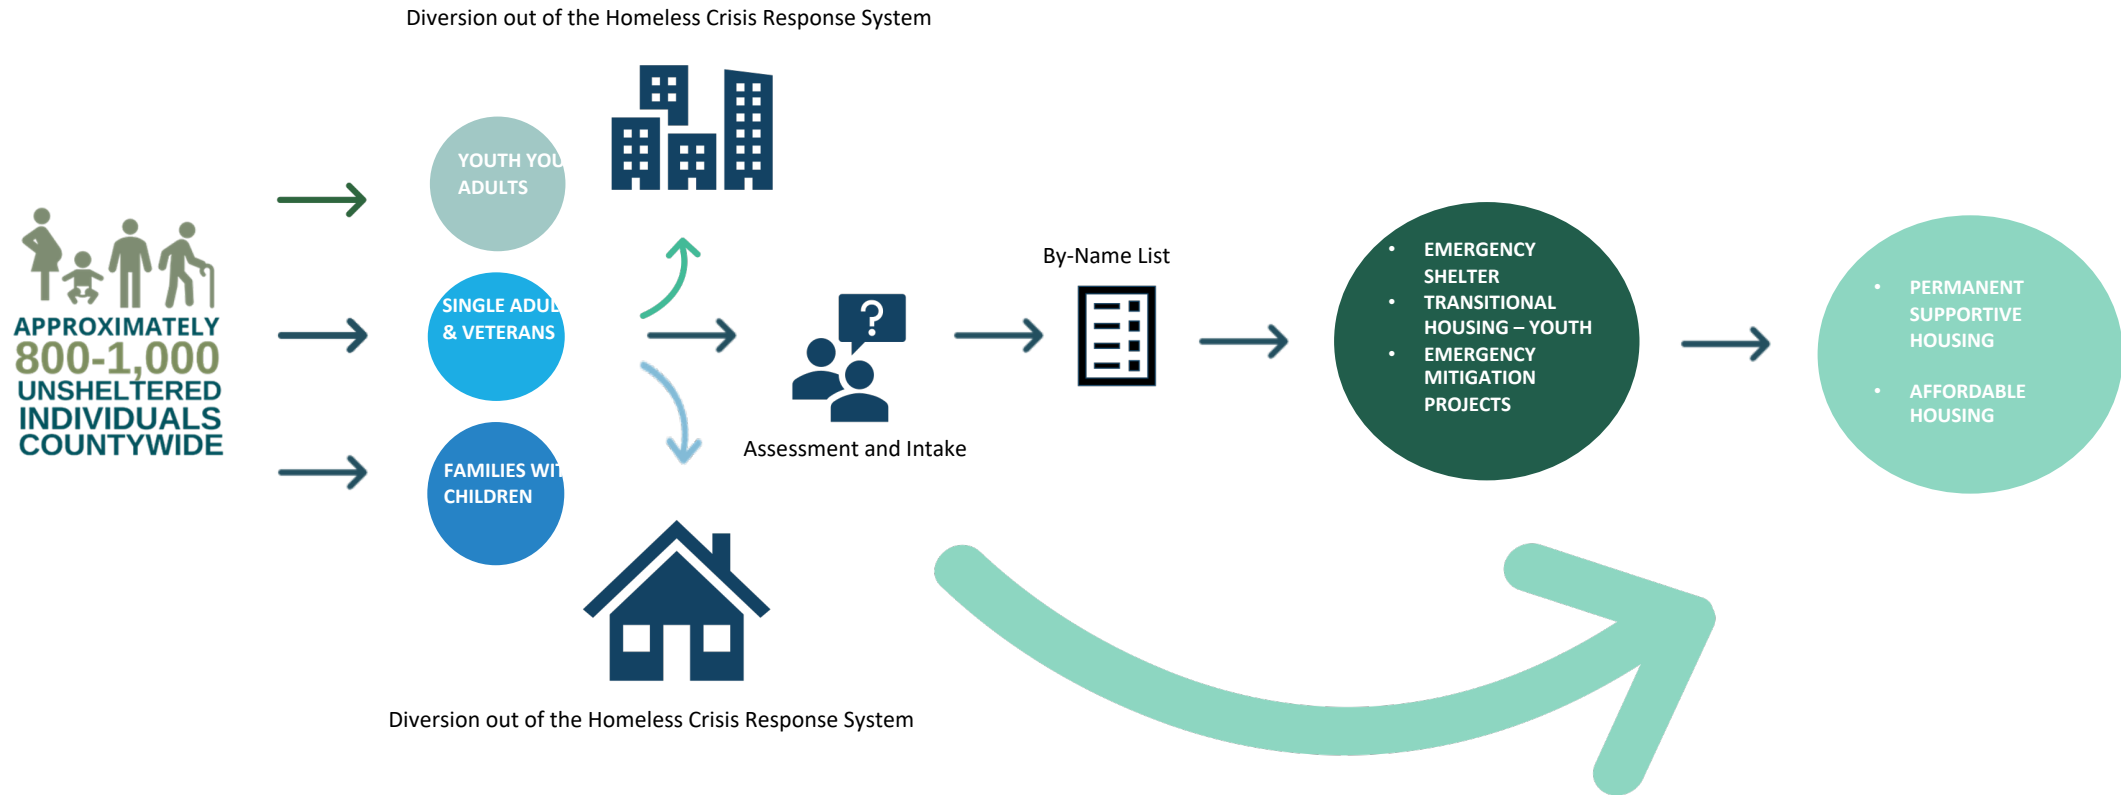 Diversion out of the Homeless Crisis Response System
APPROXIMATELY
800-1,000
UNSHELTERED
INDIVIDUALS
COUNTYWIDE
YOUTH YOU
ADULTS
SINGLE ADUL
& VETERANS
FAMILIES WIT
CHILDREN
?
Assessment and Intake
By-Name List
• EMERGENCY
SHELTER
• TRANSITIONAL
HOUSING – YOUTH
• EMERGENCY
MITIGATION
PROJECTS
• PERMANENT
SUPPORTIVE
HOUSING
• AFFORDABLE
HOUSING
Diversion out of the Homeless Crisis Response System